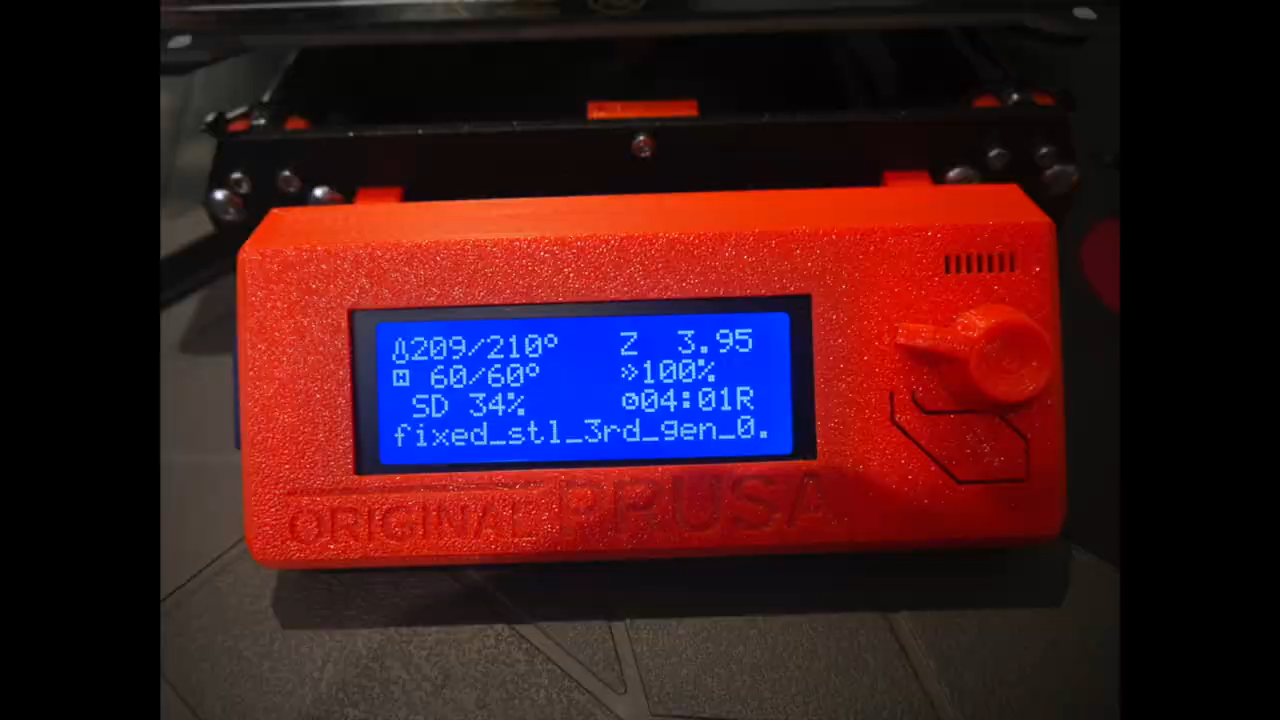 209/210° Z 3.95
60/60° 100%
SD 34% 04:01R
fixed_stl_3rd_gen_0.
ORIGINAL PRUSA